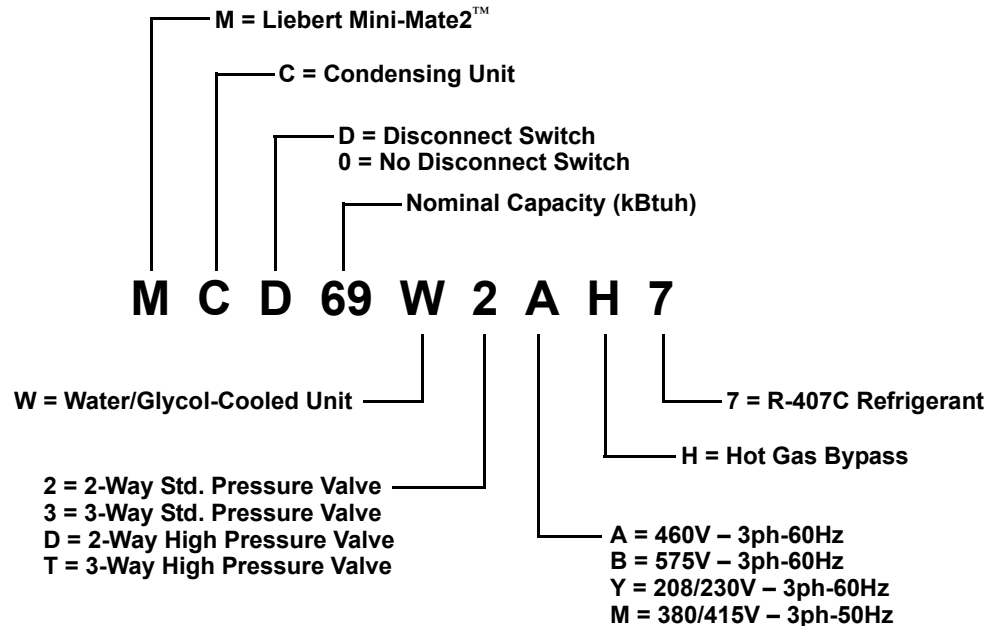 M = Liebert Mini-Mate2™
C = Condensing Unit
D = Disconnect Switch
0 = No Disconnect Switch
Nominal Capacity (kBtuh)
M C D 69 W 2 A H 7
W = Water/Glycol-Cooled Unit
7 = R-407C Refrigerant
H = Hot Gas Bypass
2 = 2-Way Std. Pressure Valve
3 = 3-Way Std. Pressure Valve
D = 2-Way High Pressure Valve
T = 3-Way High Pressure Valve
A = 460V – 3ph-60Hz
B = 575V – 3ph-60Hz
Y = 208/230V – 3ph-60Hz
M = 380/415V – 3ph-50Hz